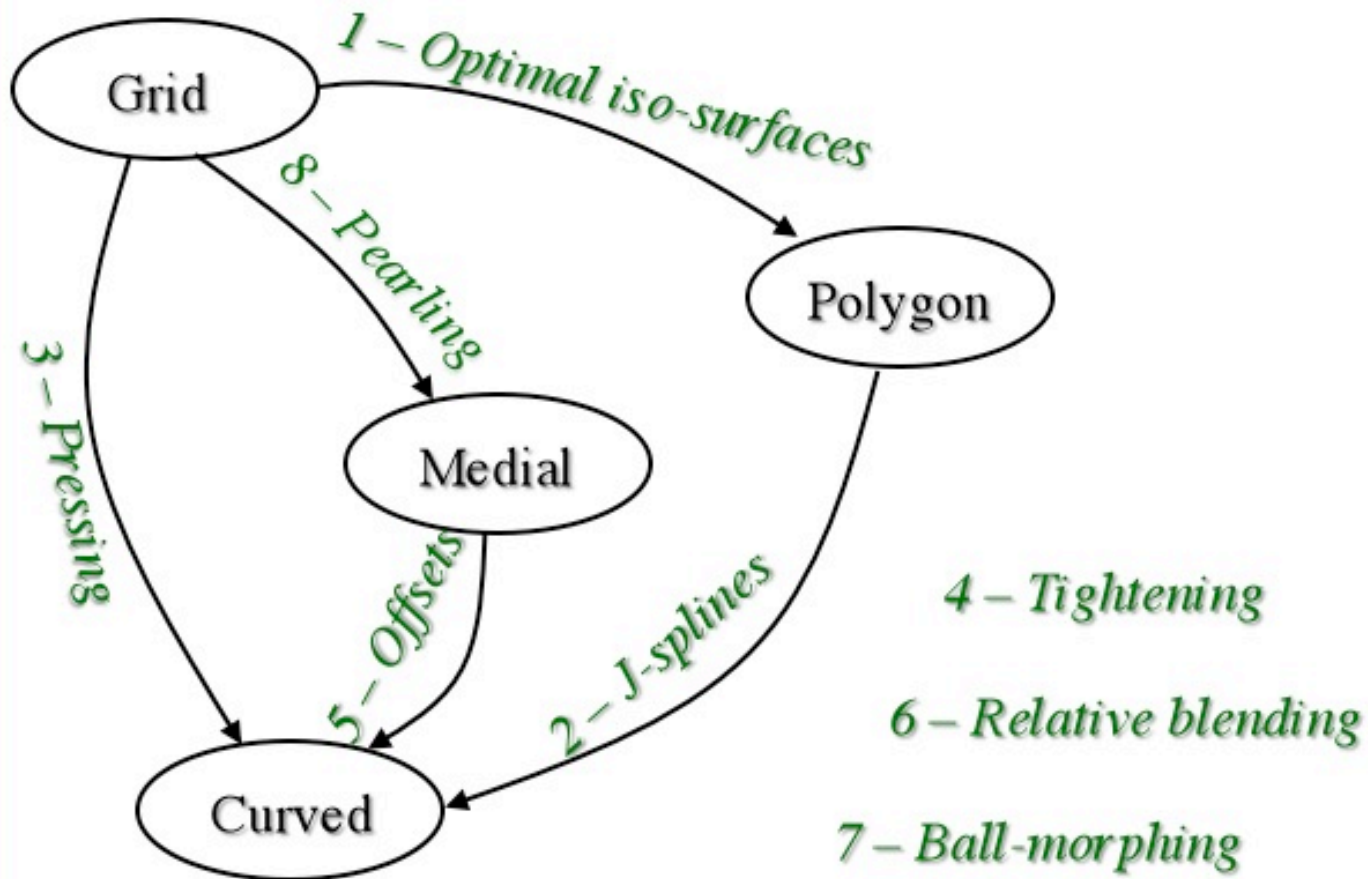 1 – Optimal iso-surfaces
Grid
8 – Pearling
Polygon
3 – Pressing
Medial
5 – Offsets
2 – J-splines
4 – Tightening
6 – Relative blending
Curved
7 – Ball-morphing